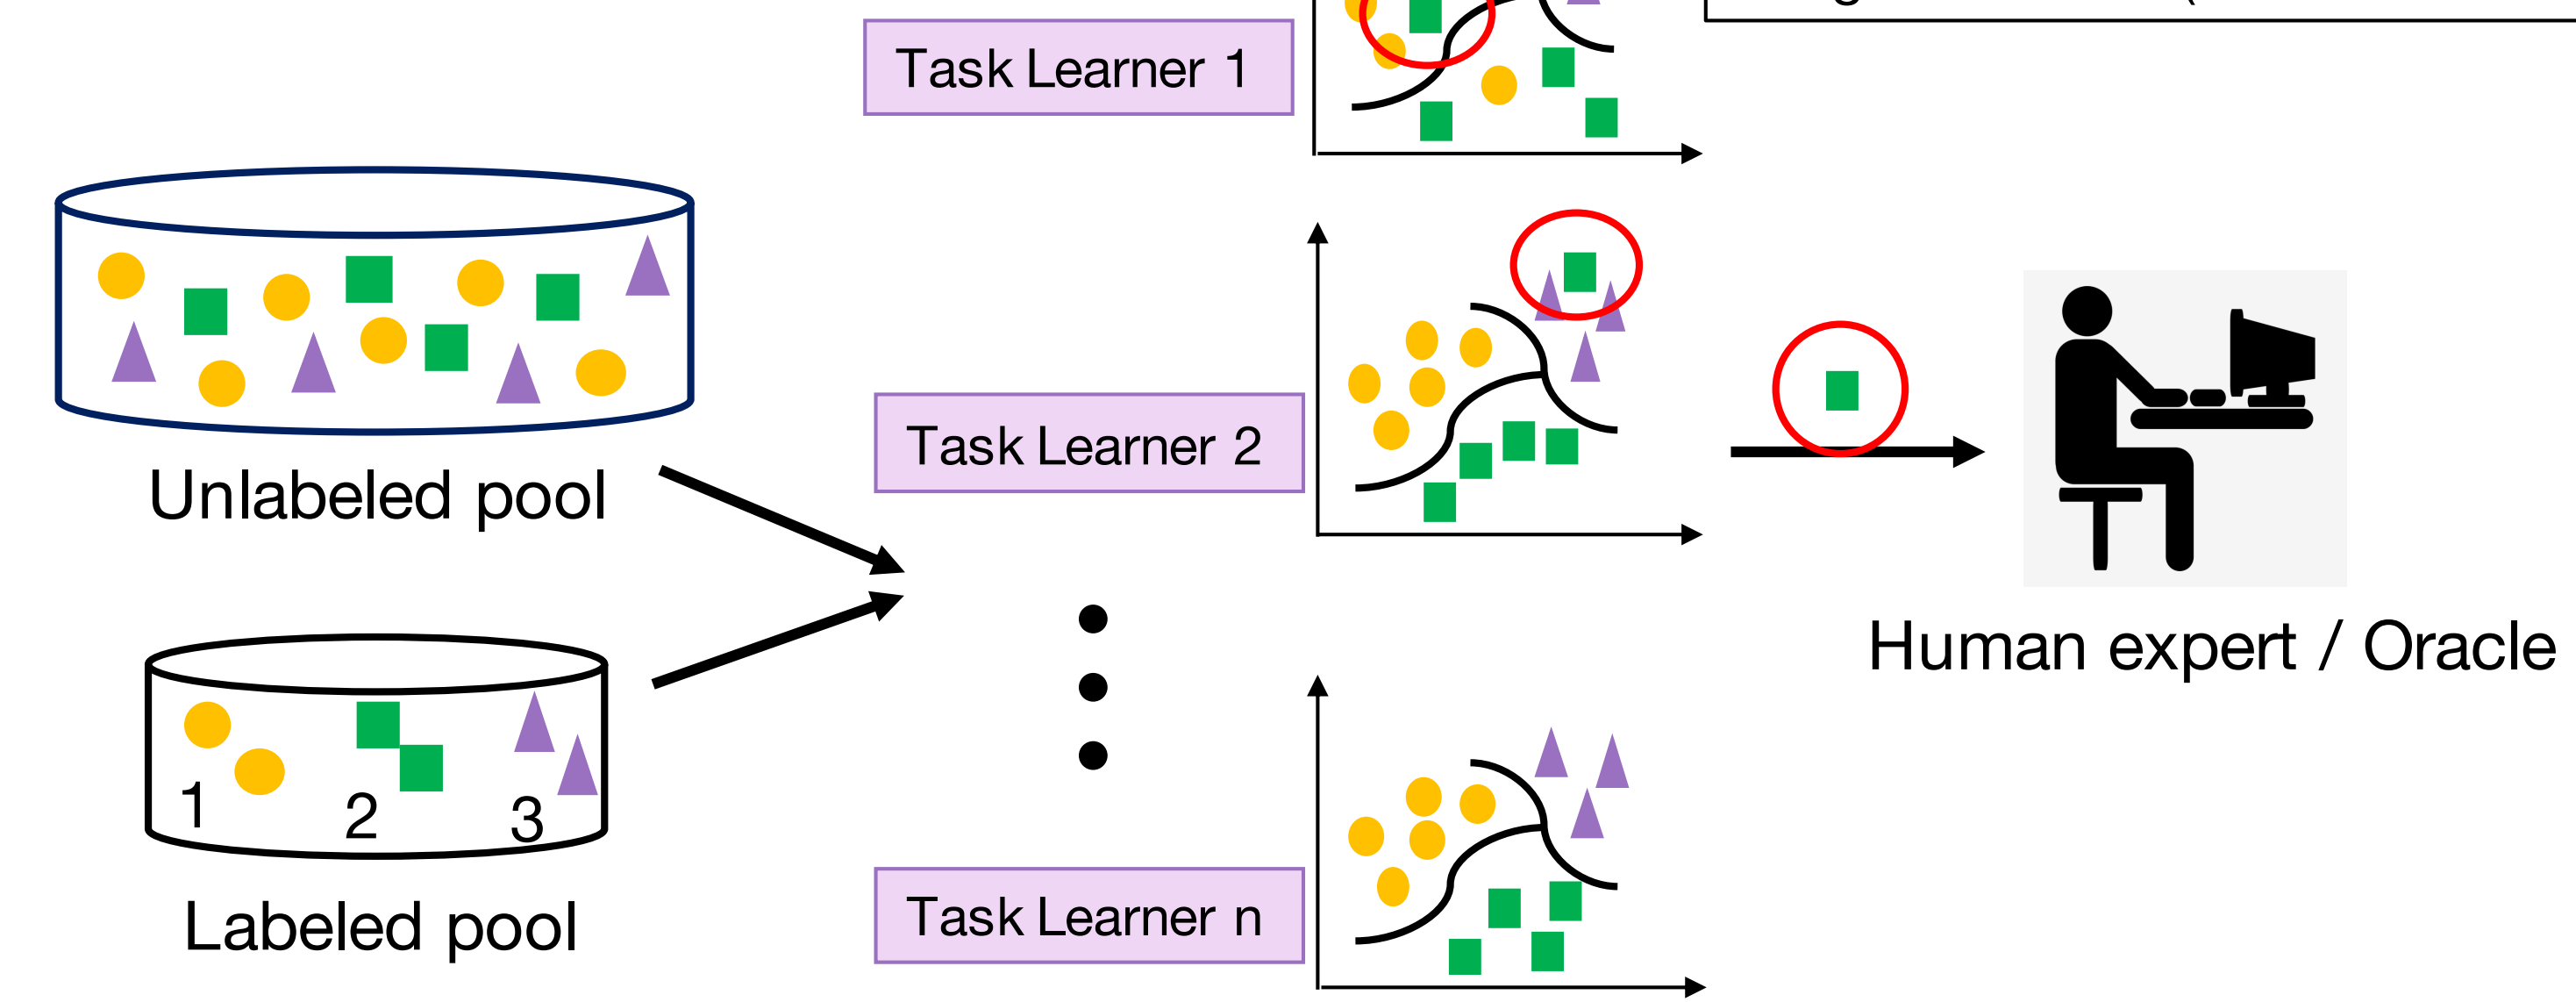 Task Learner 1
Unlabeled pool
Task Learner 2
Human expert / Oracle
1 2 3
Labeled pool
Task Learner n